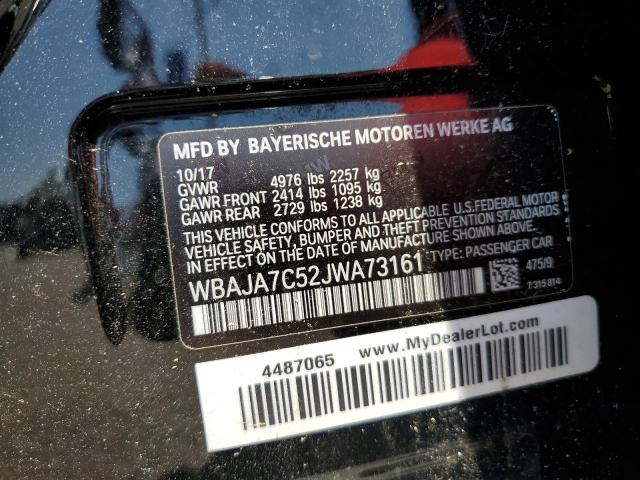 MFD BY BAYERISCHE MOTOREN WERKE AG
10/17
GVWR 4976 lbs 2257 kg
GAWR FRONT 2414 lbs 1095 kg
GAWR REAR 2729 lbs 1238 kg
THIS VEHICLE CONFORMS TO ALL APPLICABLE U.S.FEDERAL MOTOR
VEHICLE SAFETY, BUMPER AND THEFT PREVENTION STANDARDS
IN EFFECT ON THE DATE OF MANUFACTURE SHOWN ABOVE.
WBAJA7C52JWA73161 TYPE: PASSENGER CAR
475/9
7 315 814
4487065 www.MyDealerLot.com